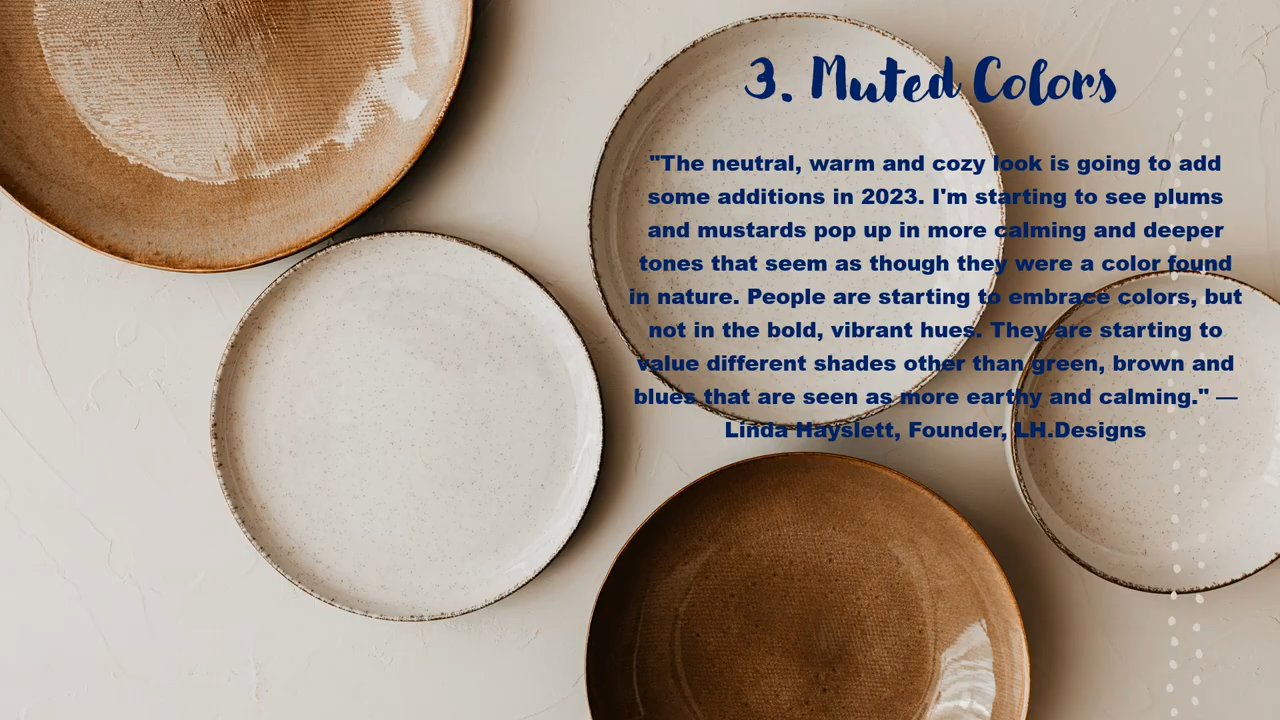 3. Muted Colors
"The neutral, warm and cozy look is going to add
some additions in 2023. I'm starting to see plums
and mustards pop up in more calming and deeper
tones that seem as though they were a color found
in nature. People are starting to embrace colors, but
not in the bold, vibrant hues. They are starting to
value different shades other than green, brown and
blues that are seen as more earthy and calming." —
Linda Hayslett, Founder, LH.Designs